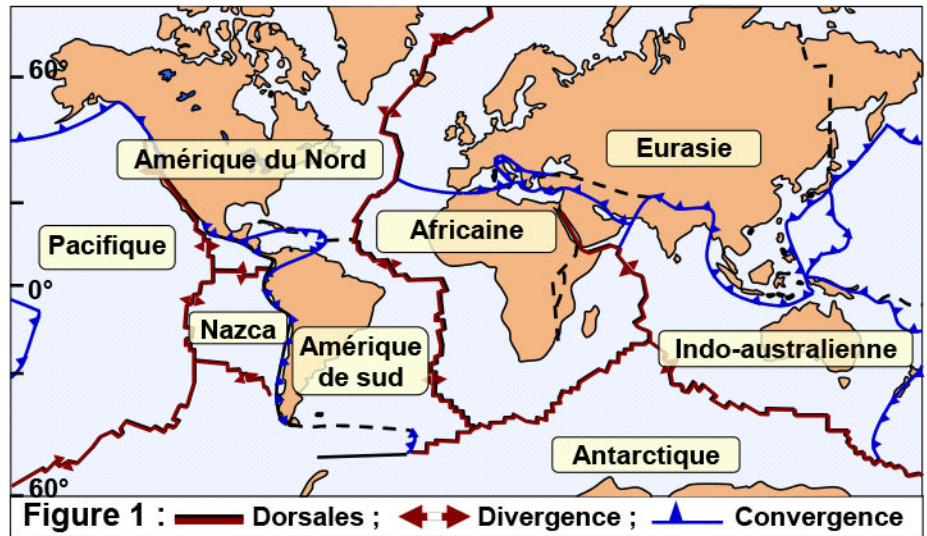 60°
Amérique du Nord
Eurasie
Pacifique
Africaine
0°
Nazca
Amérique
de sud
Indo-australienne
Antarctique
60°
Figure 1 : Dorsales ; Divergence ; Convergence